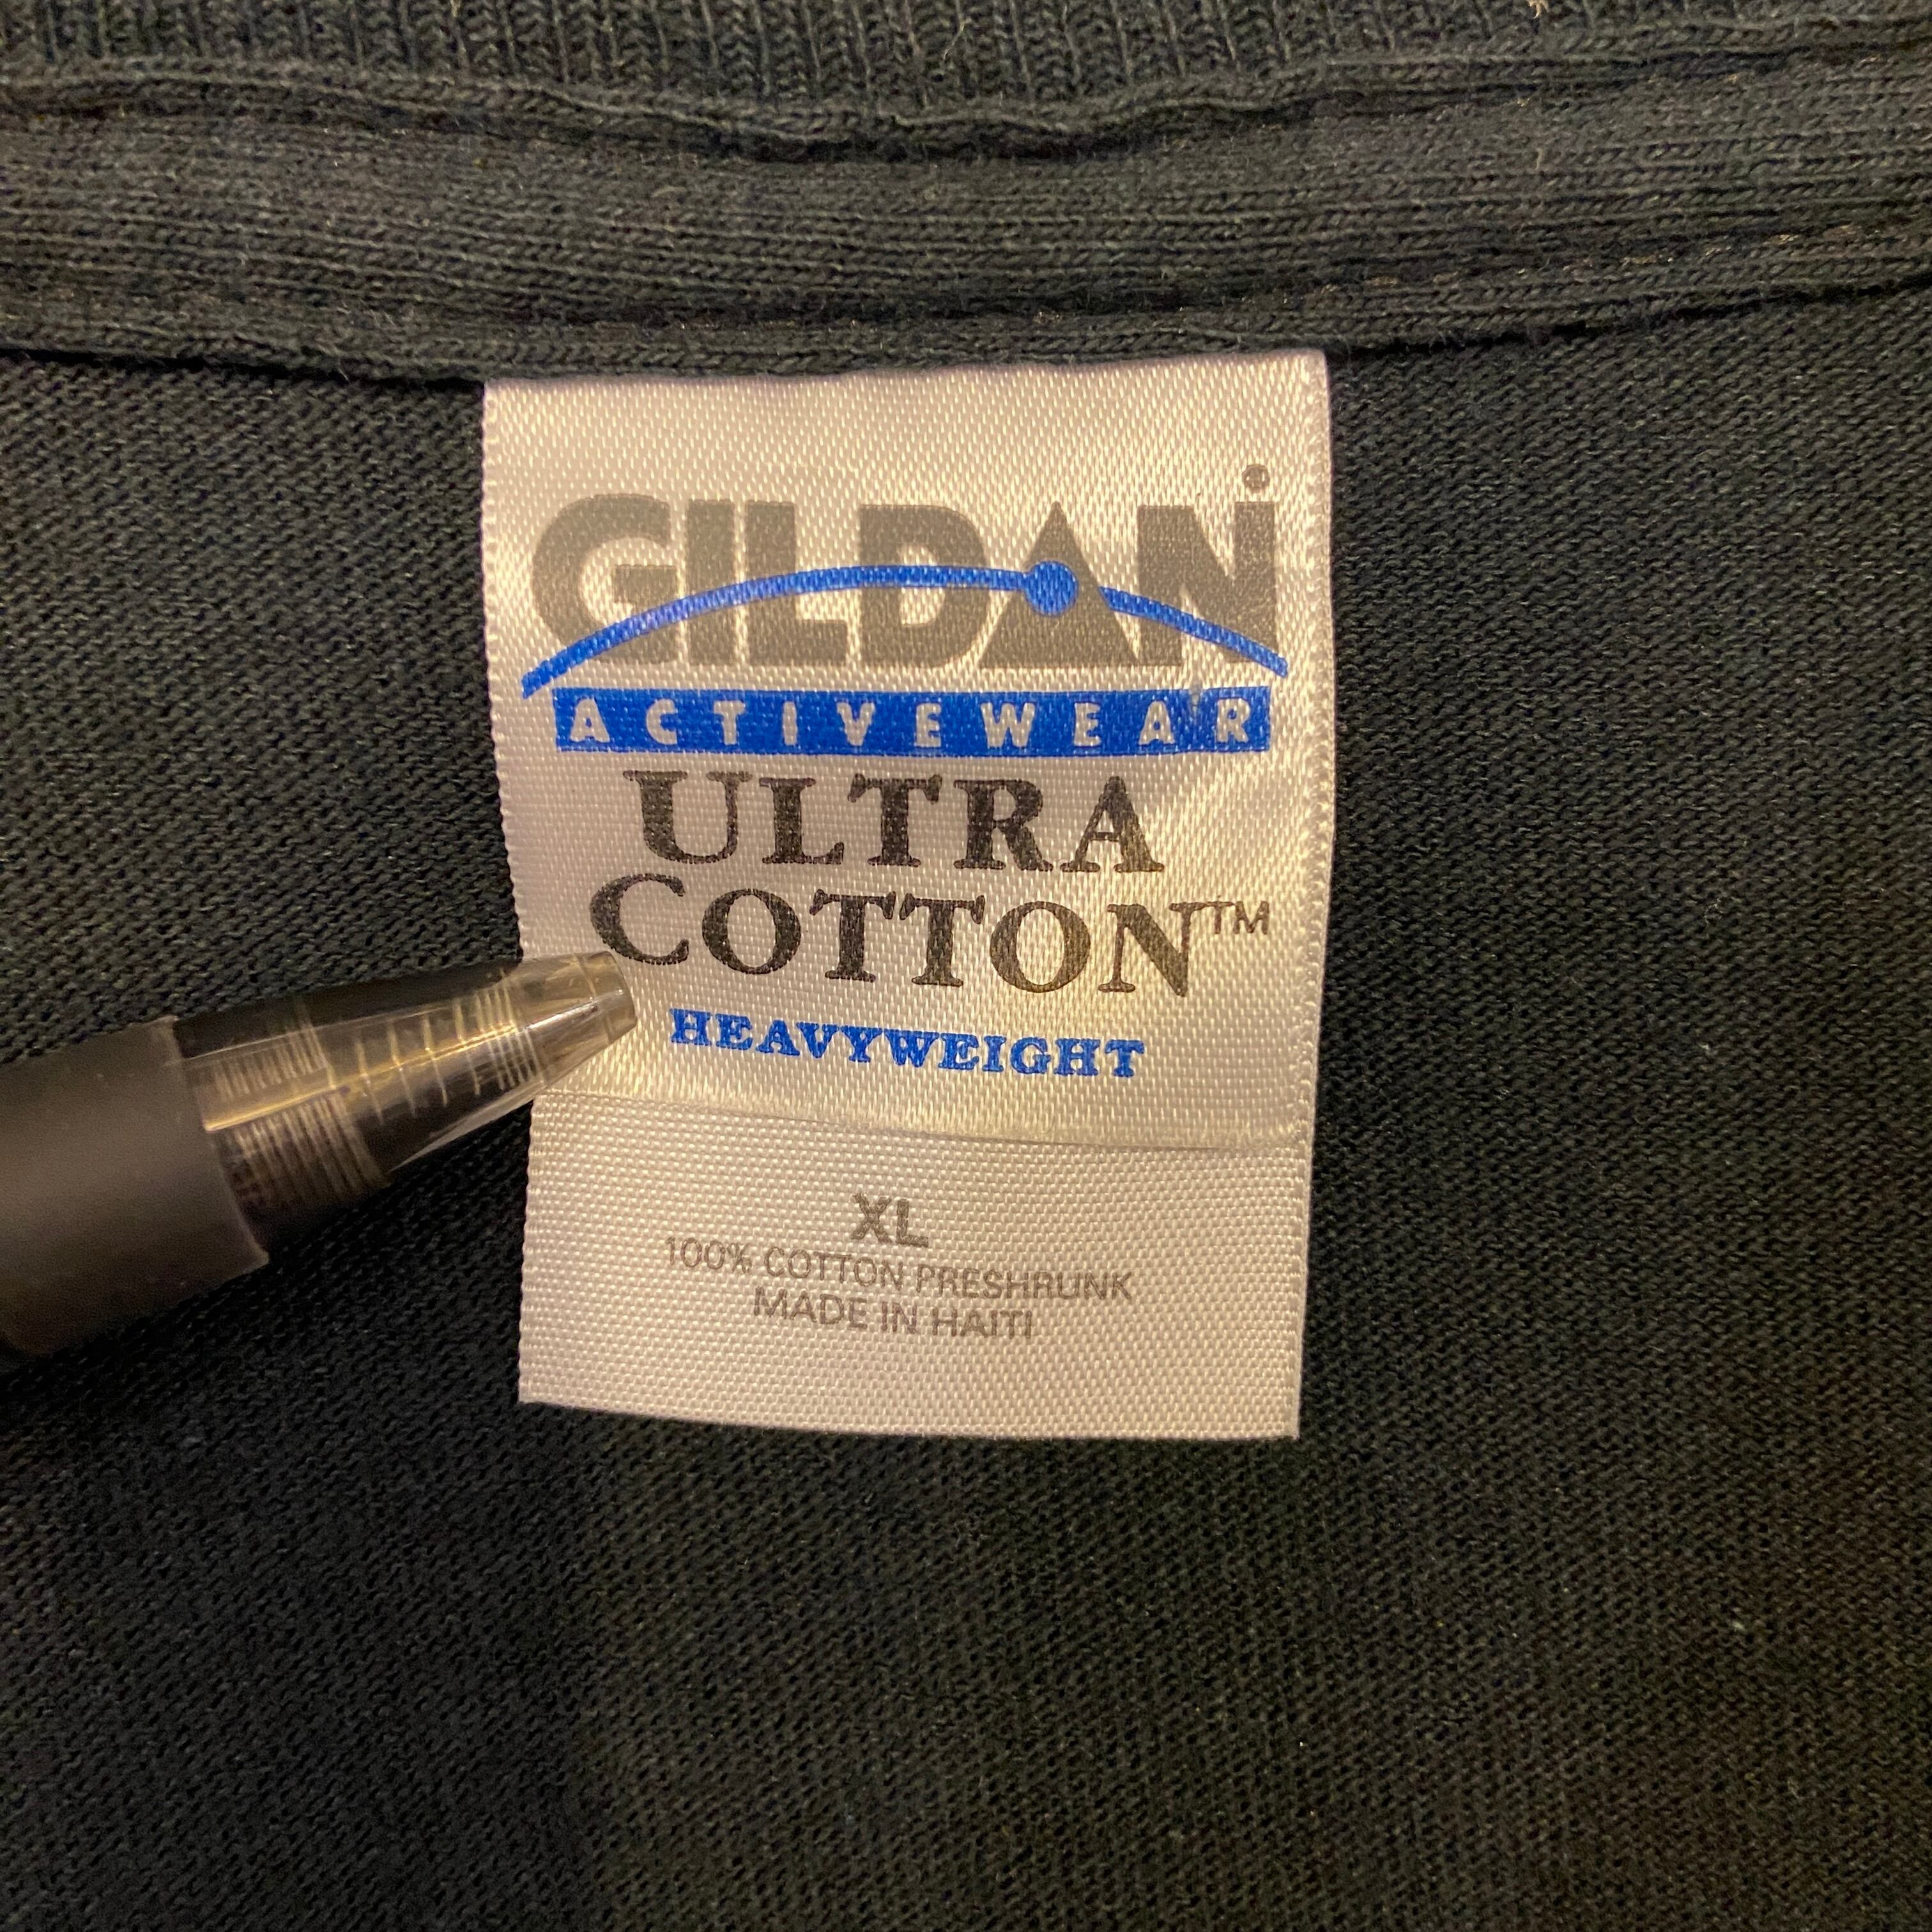 GILDAN
ACTIVEWEAR
ULTRA
COTTON™
HEAVYWEIGHT
XL
100% COTTON PRESHRUNK
MADE IN HAITI